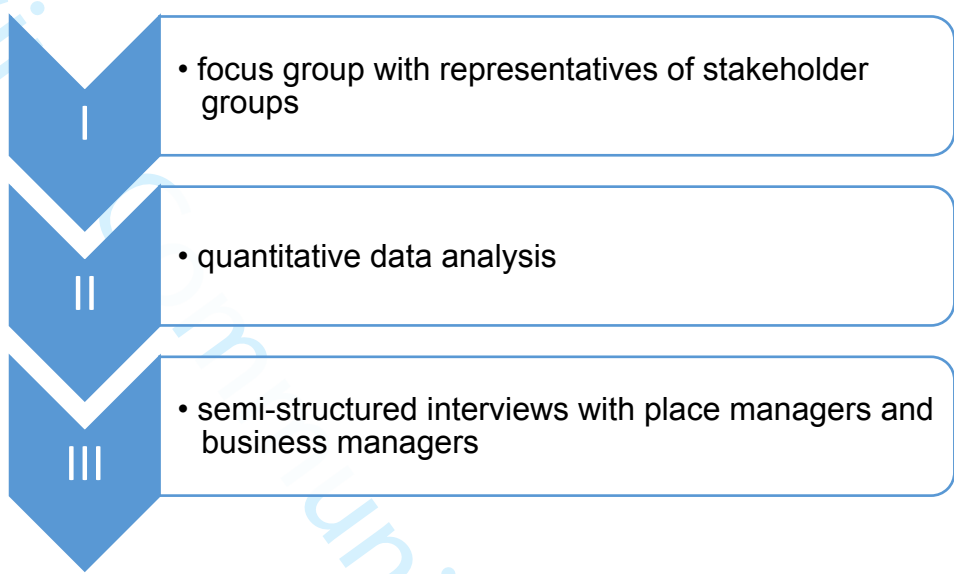 I
• focus group with representatives of stakeholder
groups
II
• quantitative data analysis
III
• semi-structured interviews with place managers and
business managers